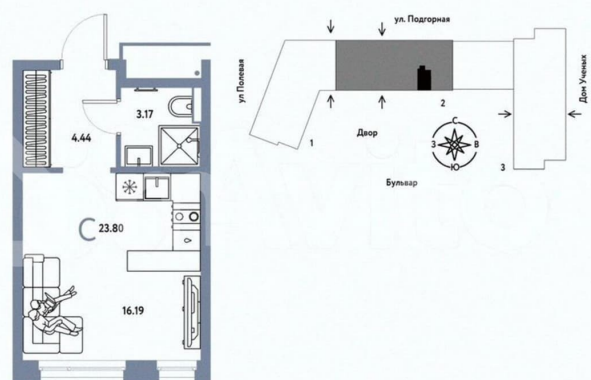 3.17
4.44
С 23.80
16.19
ул. Подгорная
ул Полевая
Дом Ученых
1
2
3
Двор
Бульвар
С
З
В
Ю